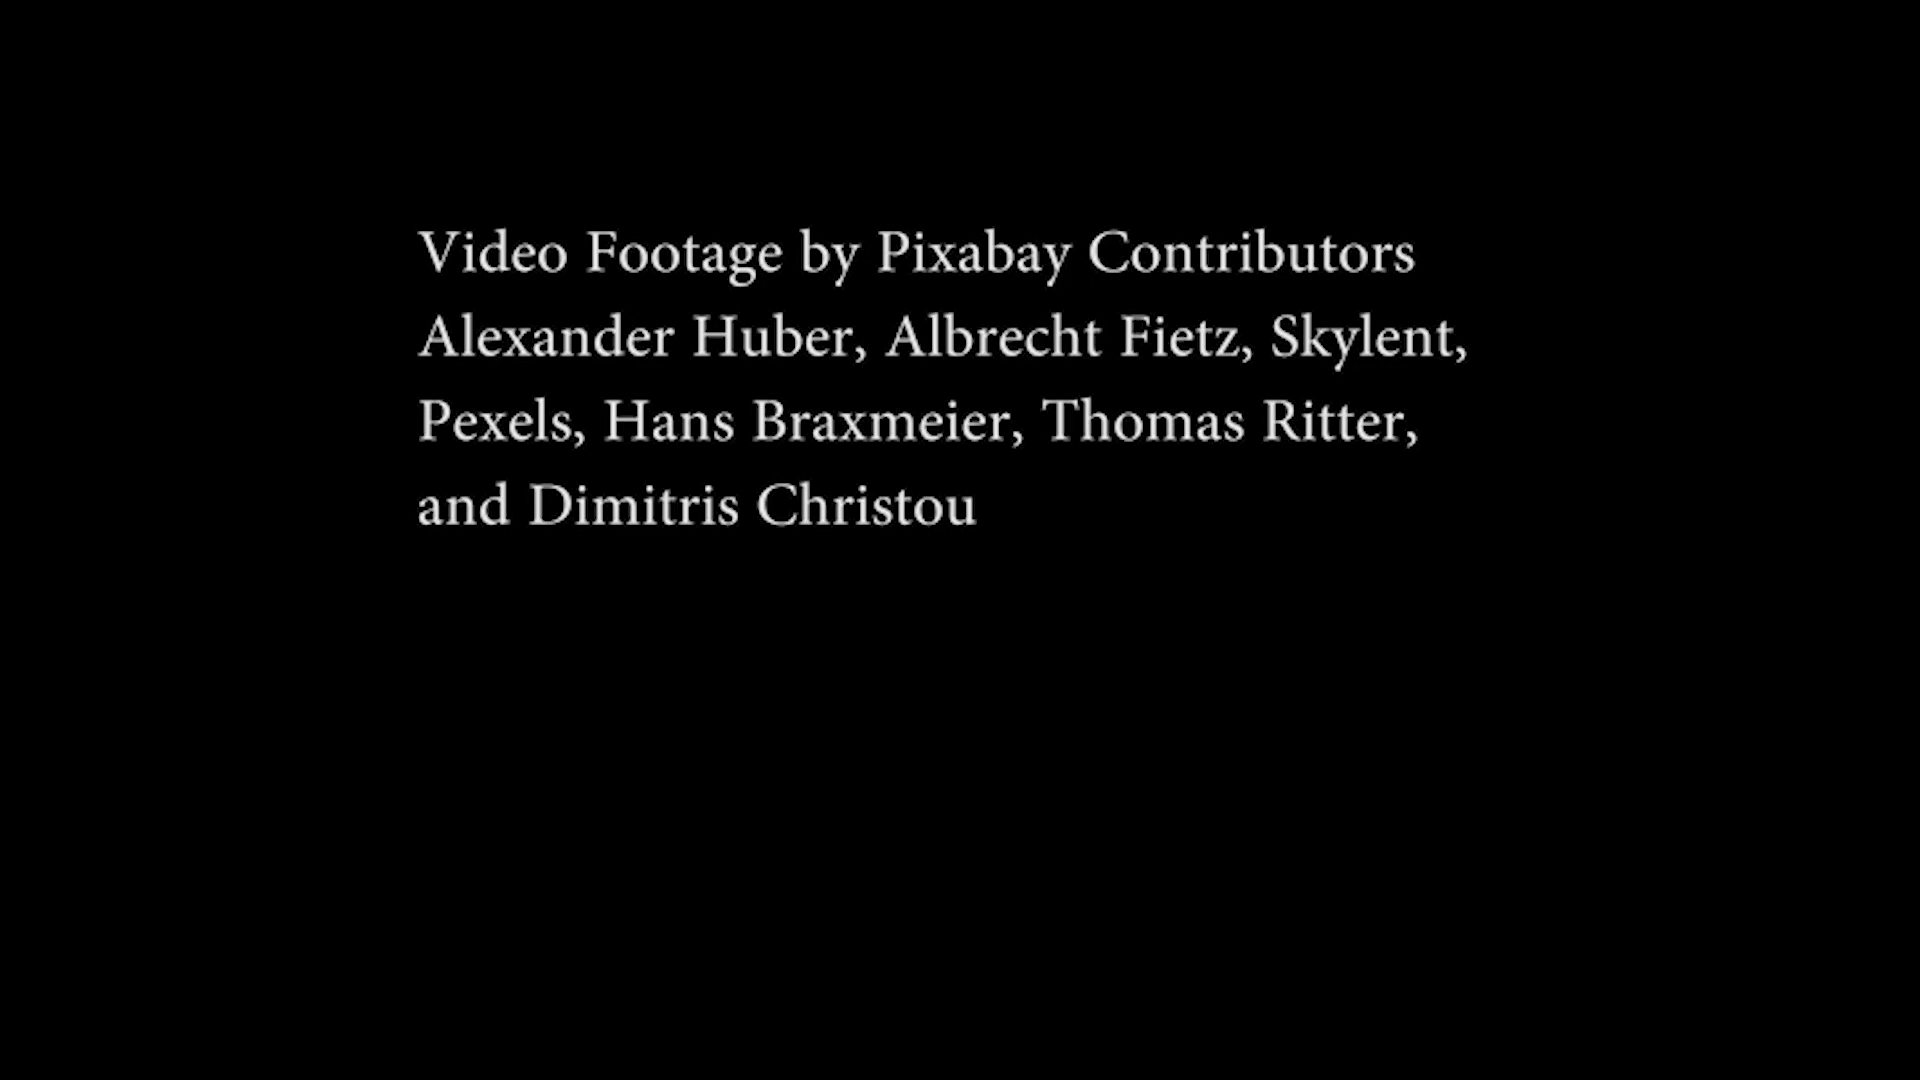 Video Footage by Pixabay Contributors
Alexander Huber, Albrecht Fietz, Skylent,
Pexels, Hans Braxmeier, Thomas Ritter,
and Dimitris Christou